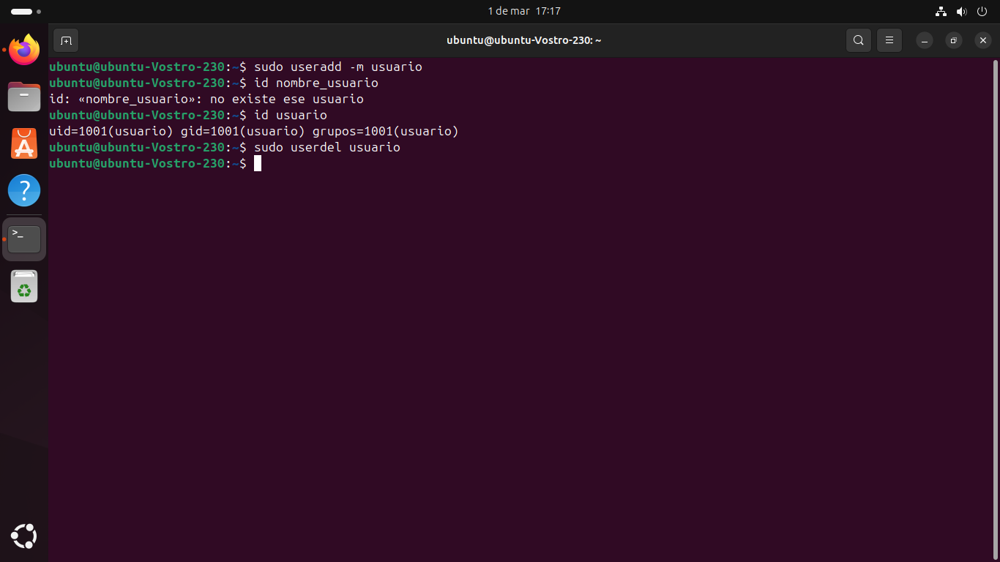 1 de mar 17:17
ubuntu@ubuntu-Vostro-230: ~
ubuntu@ubuntu-Vostro-230:~$ sudo useradd -m usuario
ubuntu@ubuntu-Vostro-230:~$ id nombre_usuario
id: «nombre_usuario»: no existe ese usuario
ubuntu@ubuntu-Vostro-230:~$ id usuario
uid=1001(usuario) gid=1001(usuario) grupos=1001(usuario)
ubuntu@ubuntu-Vostro-230:~$ sudo userdel usuario
ubuntu@ubuntu-Vostro-230:~$